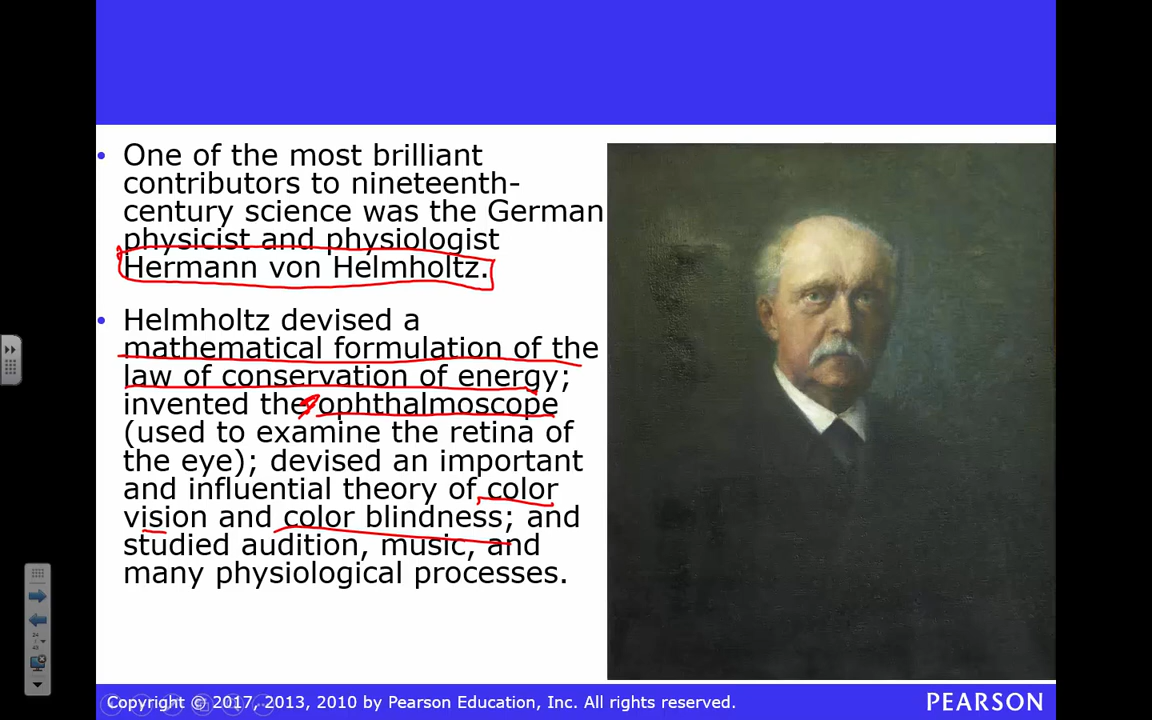 • One of the most brilliant
contributors to nineteenth-
century science was the German
physicist and physiologist
Hermann von Helmholtz.
• Helmholtz devised a
mathematical formulation of the
law of conservation of energy;
invented the ophthalmoscope
(used to examine the retina of
the eye); devised an important
and influential theory of color
vision and color blindness; and
studied audition, music, and
many physiological processes.
Copyright © 2017, 2013, 2010 by Pearson Education, Inc. All rights reserved.
PEARSON